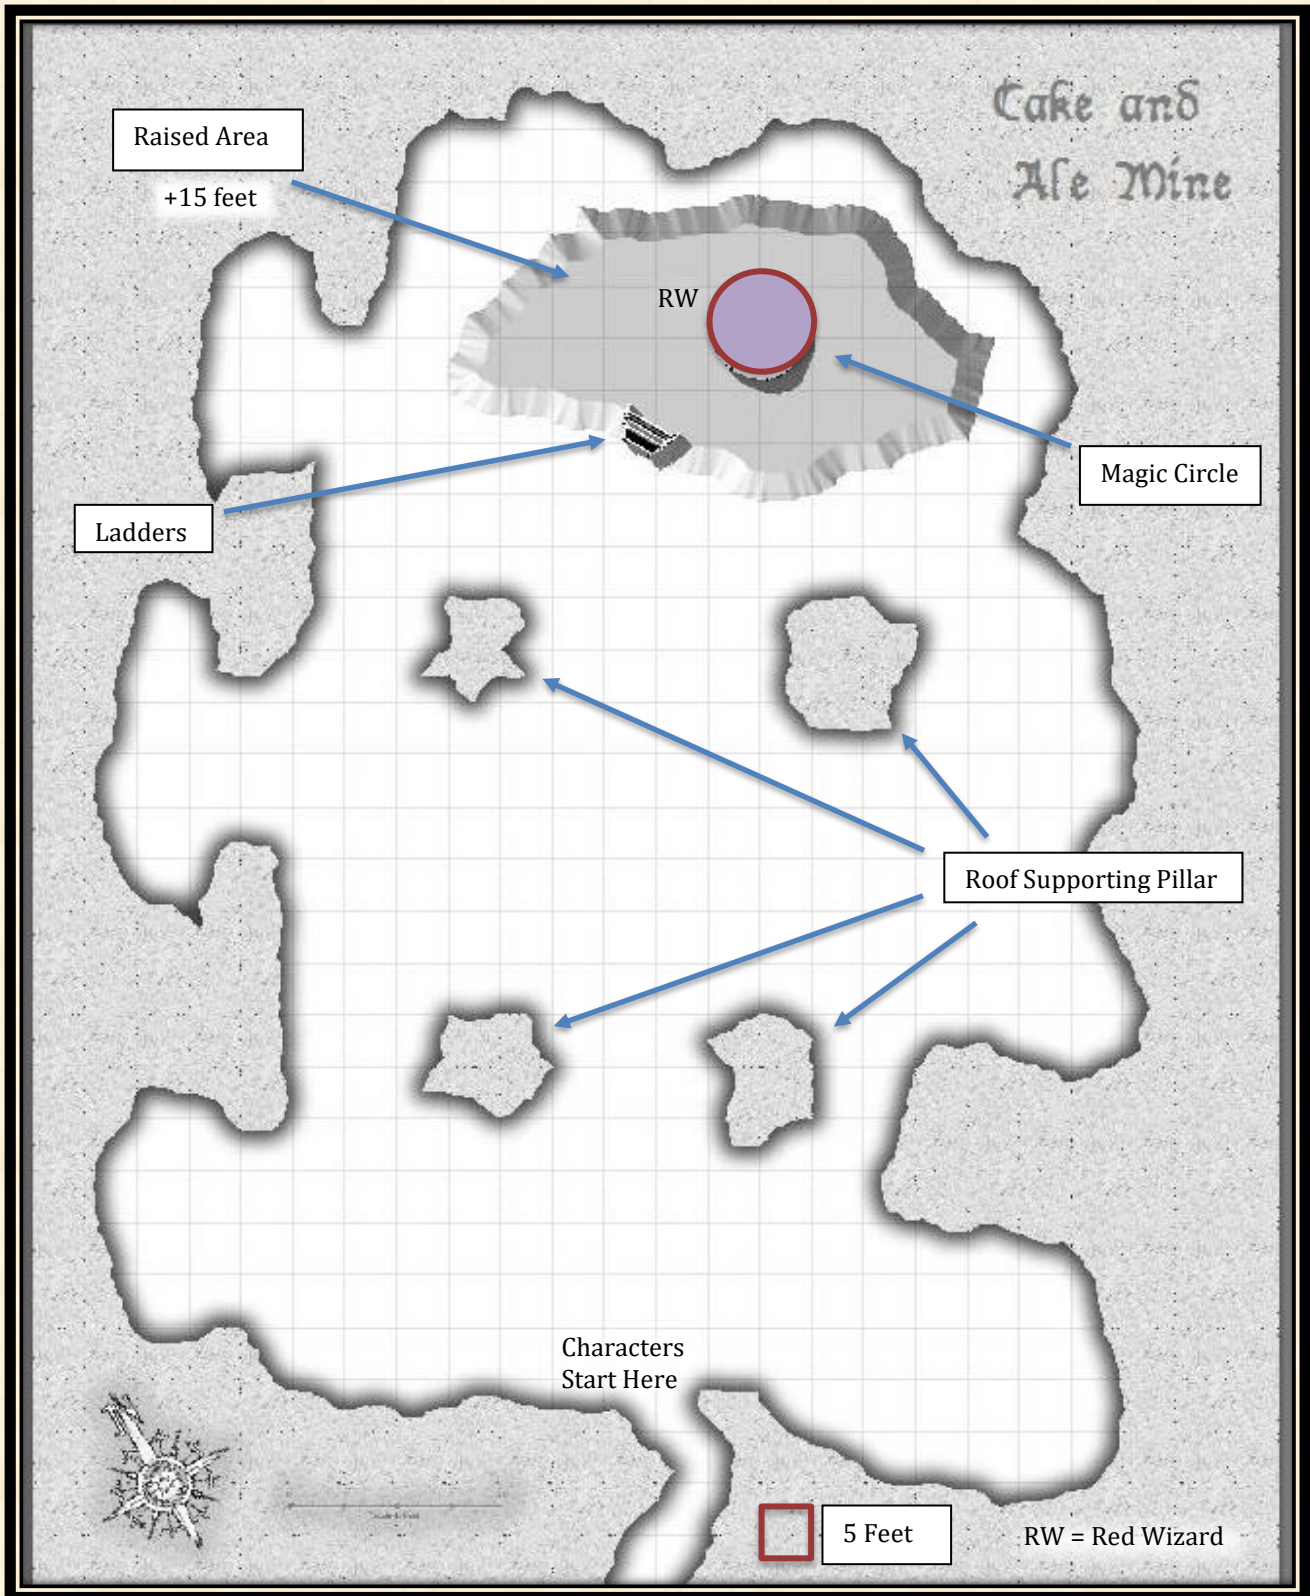 Cake and
Ale Mine
Raised Area
+15 feet
RW
Magic Circle
Ladders
Roof Supporting Pillar
Characters
Start Here
5 Feet
RW = Red Wizard